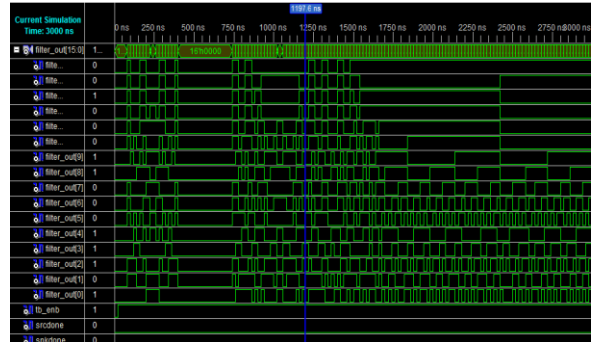 1197.6 ns
Current Simulation
Time: 3000 ns
0 ns 250 ns 500 ns 750 ns 1000 ns 1250 ns 1500 ns 1750 ns 2000 ns 2250 ns 2500 ns 3000 ns
filter_out[15:0] 1... 16'h0000
filte... 0
filte... 0
filte... 1
filte... 0
filte... 0
filte... 0
filter_out[9] 1
filter_out[8] 1
filter_out[7] 0
filter_out[6] 0
filter_out[5] 0
filter_out[4] 1
filter_out[3] 1
filter_out[2] 1
filter_out[1] 0
filter_out[0] 1
tb_enb 1
srcdone 0
snkdone 0